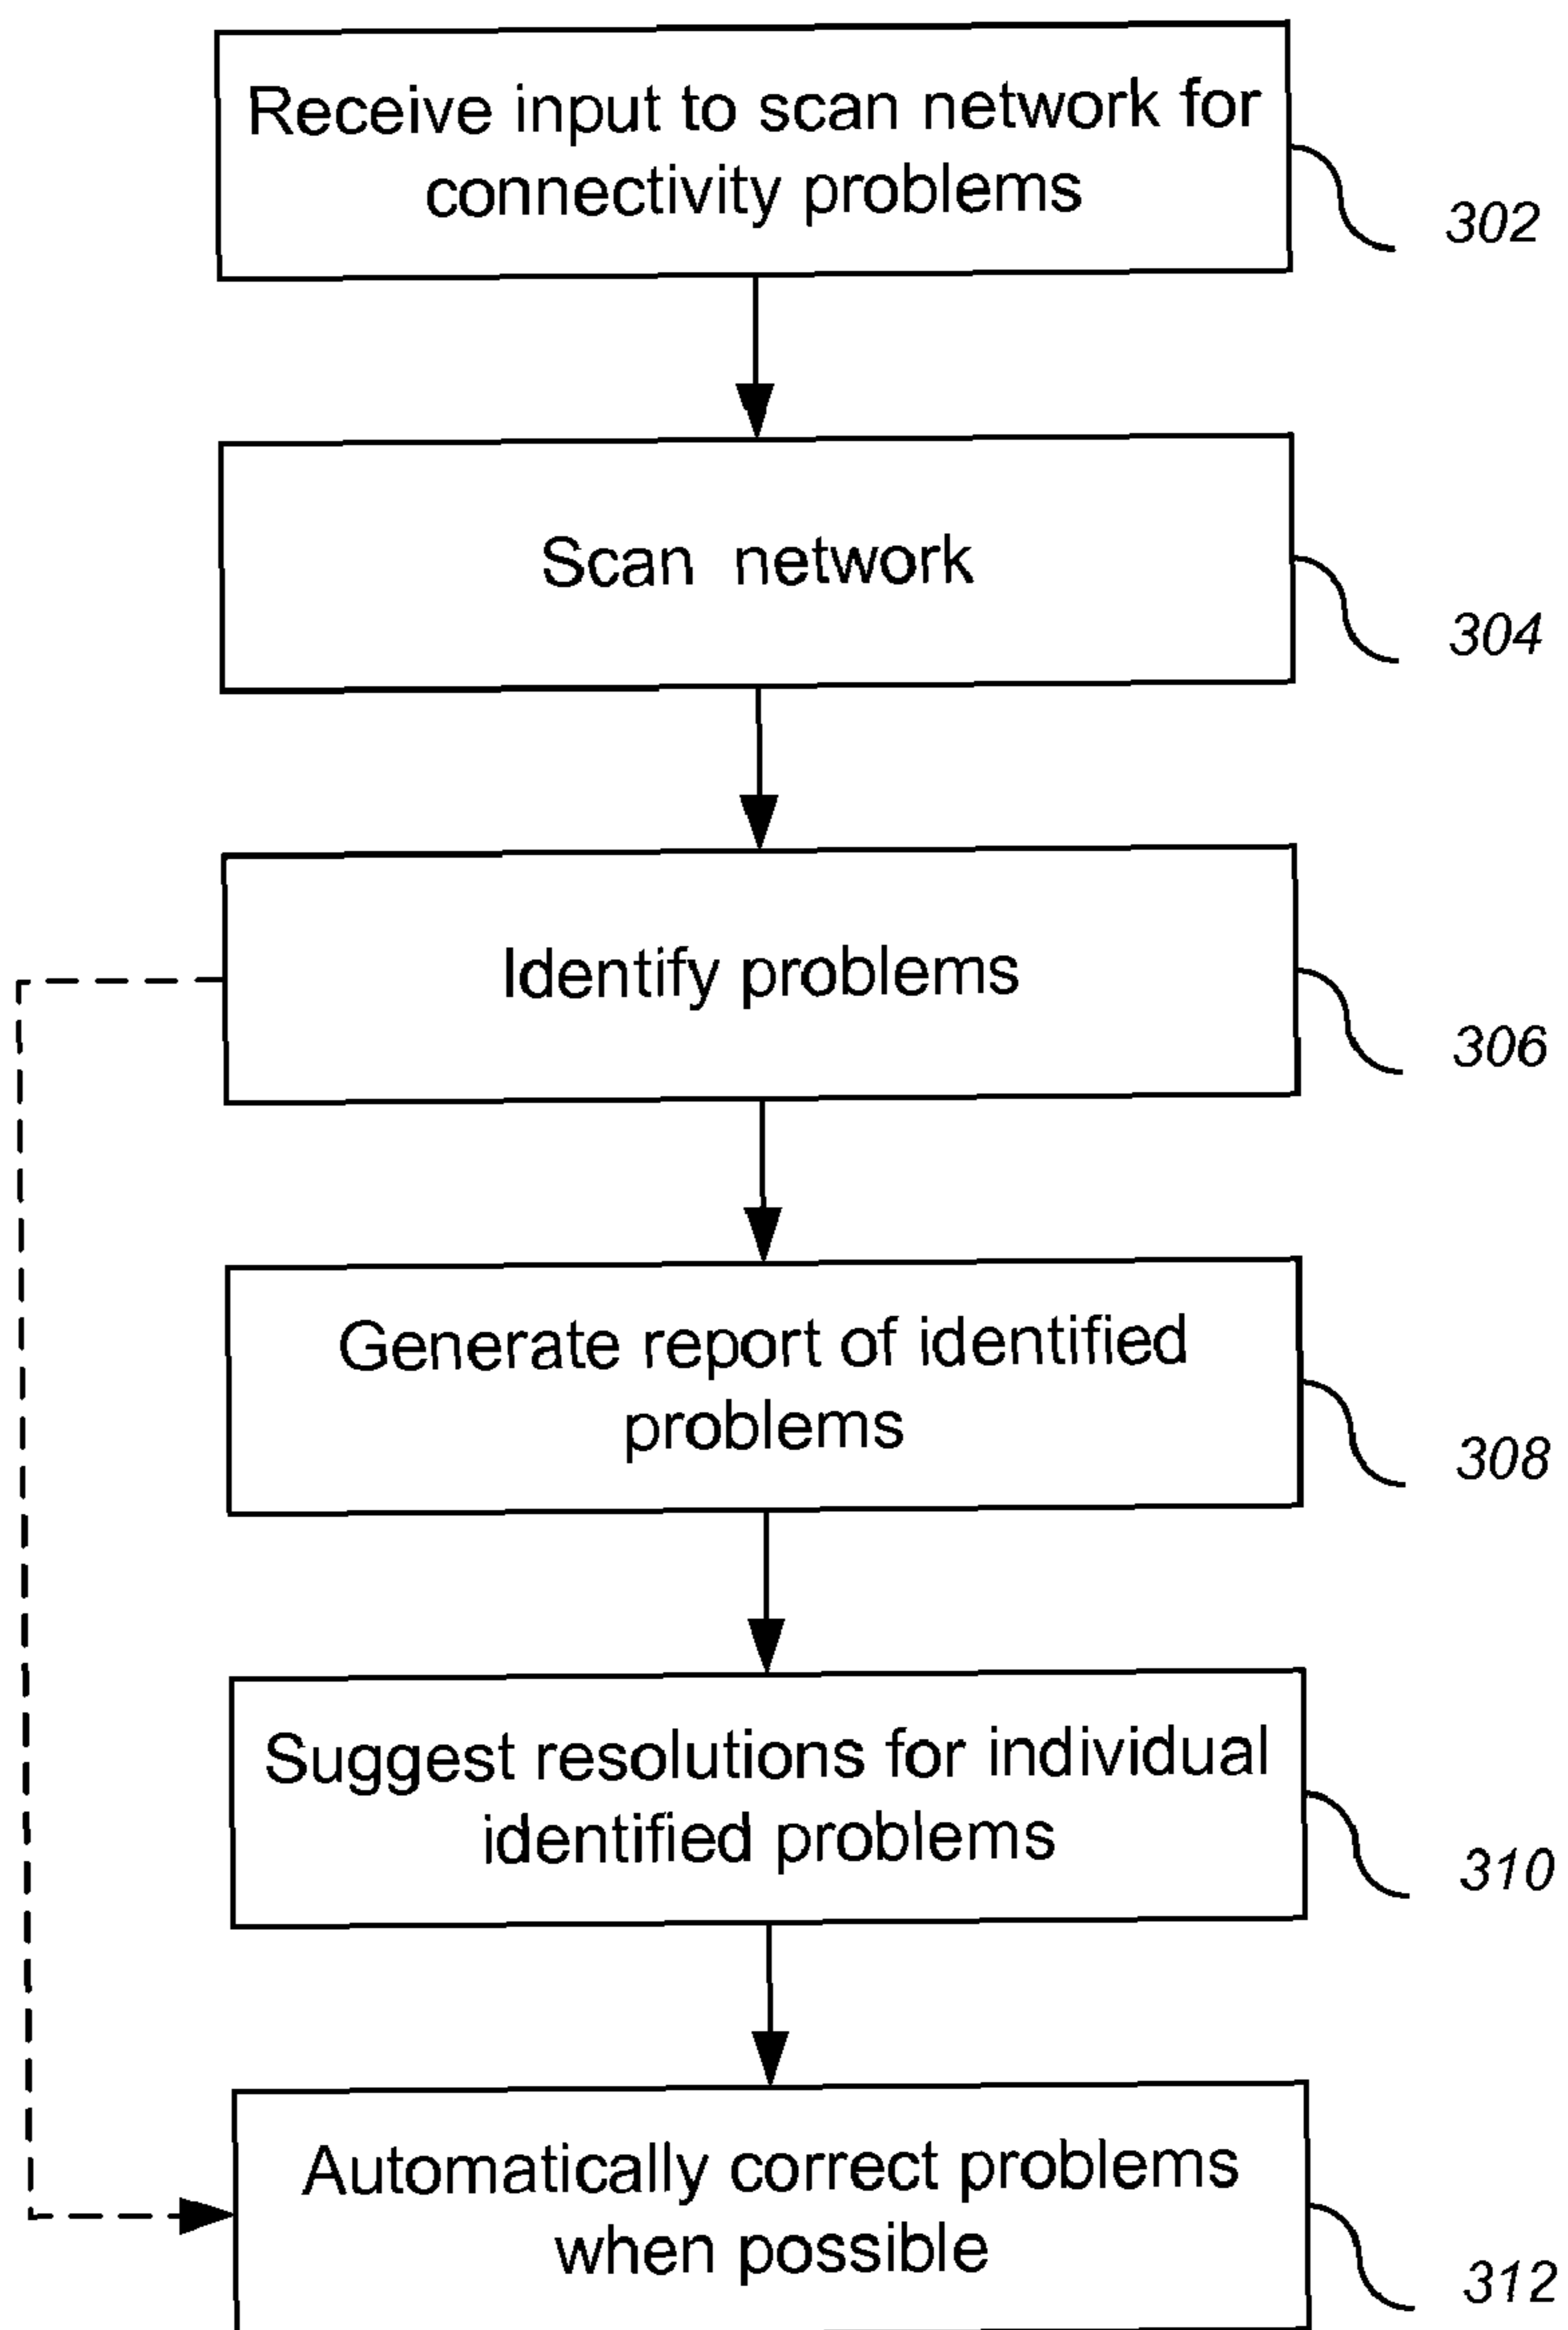 Receive input to scan network for
connectivity problems
302
Scan network
304
Identify problems
306
Generate report of identified
problems
308
Suggest resolutions for individual
identified problems
310
Automatically correct problems
when possible
312